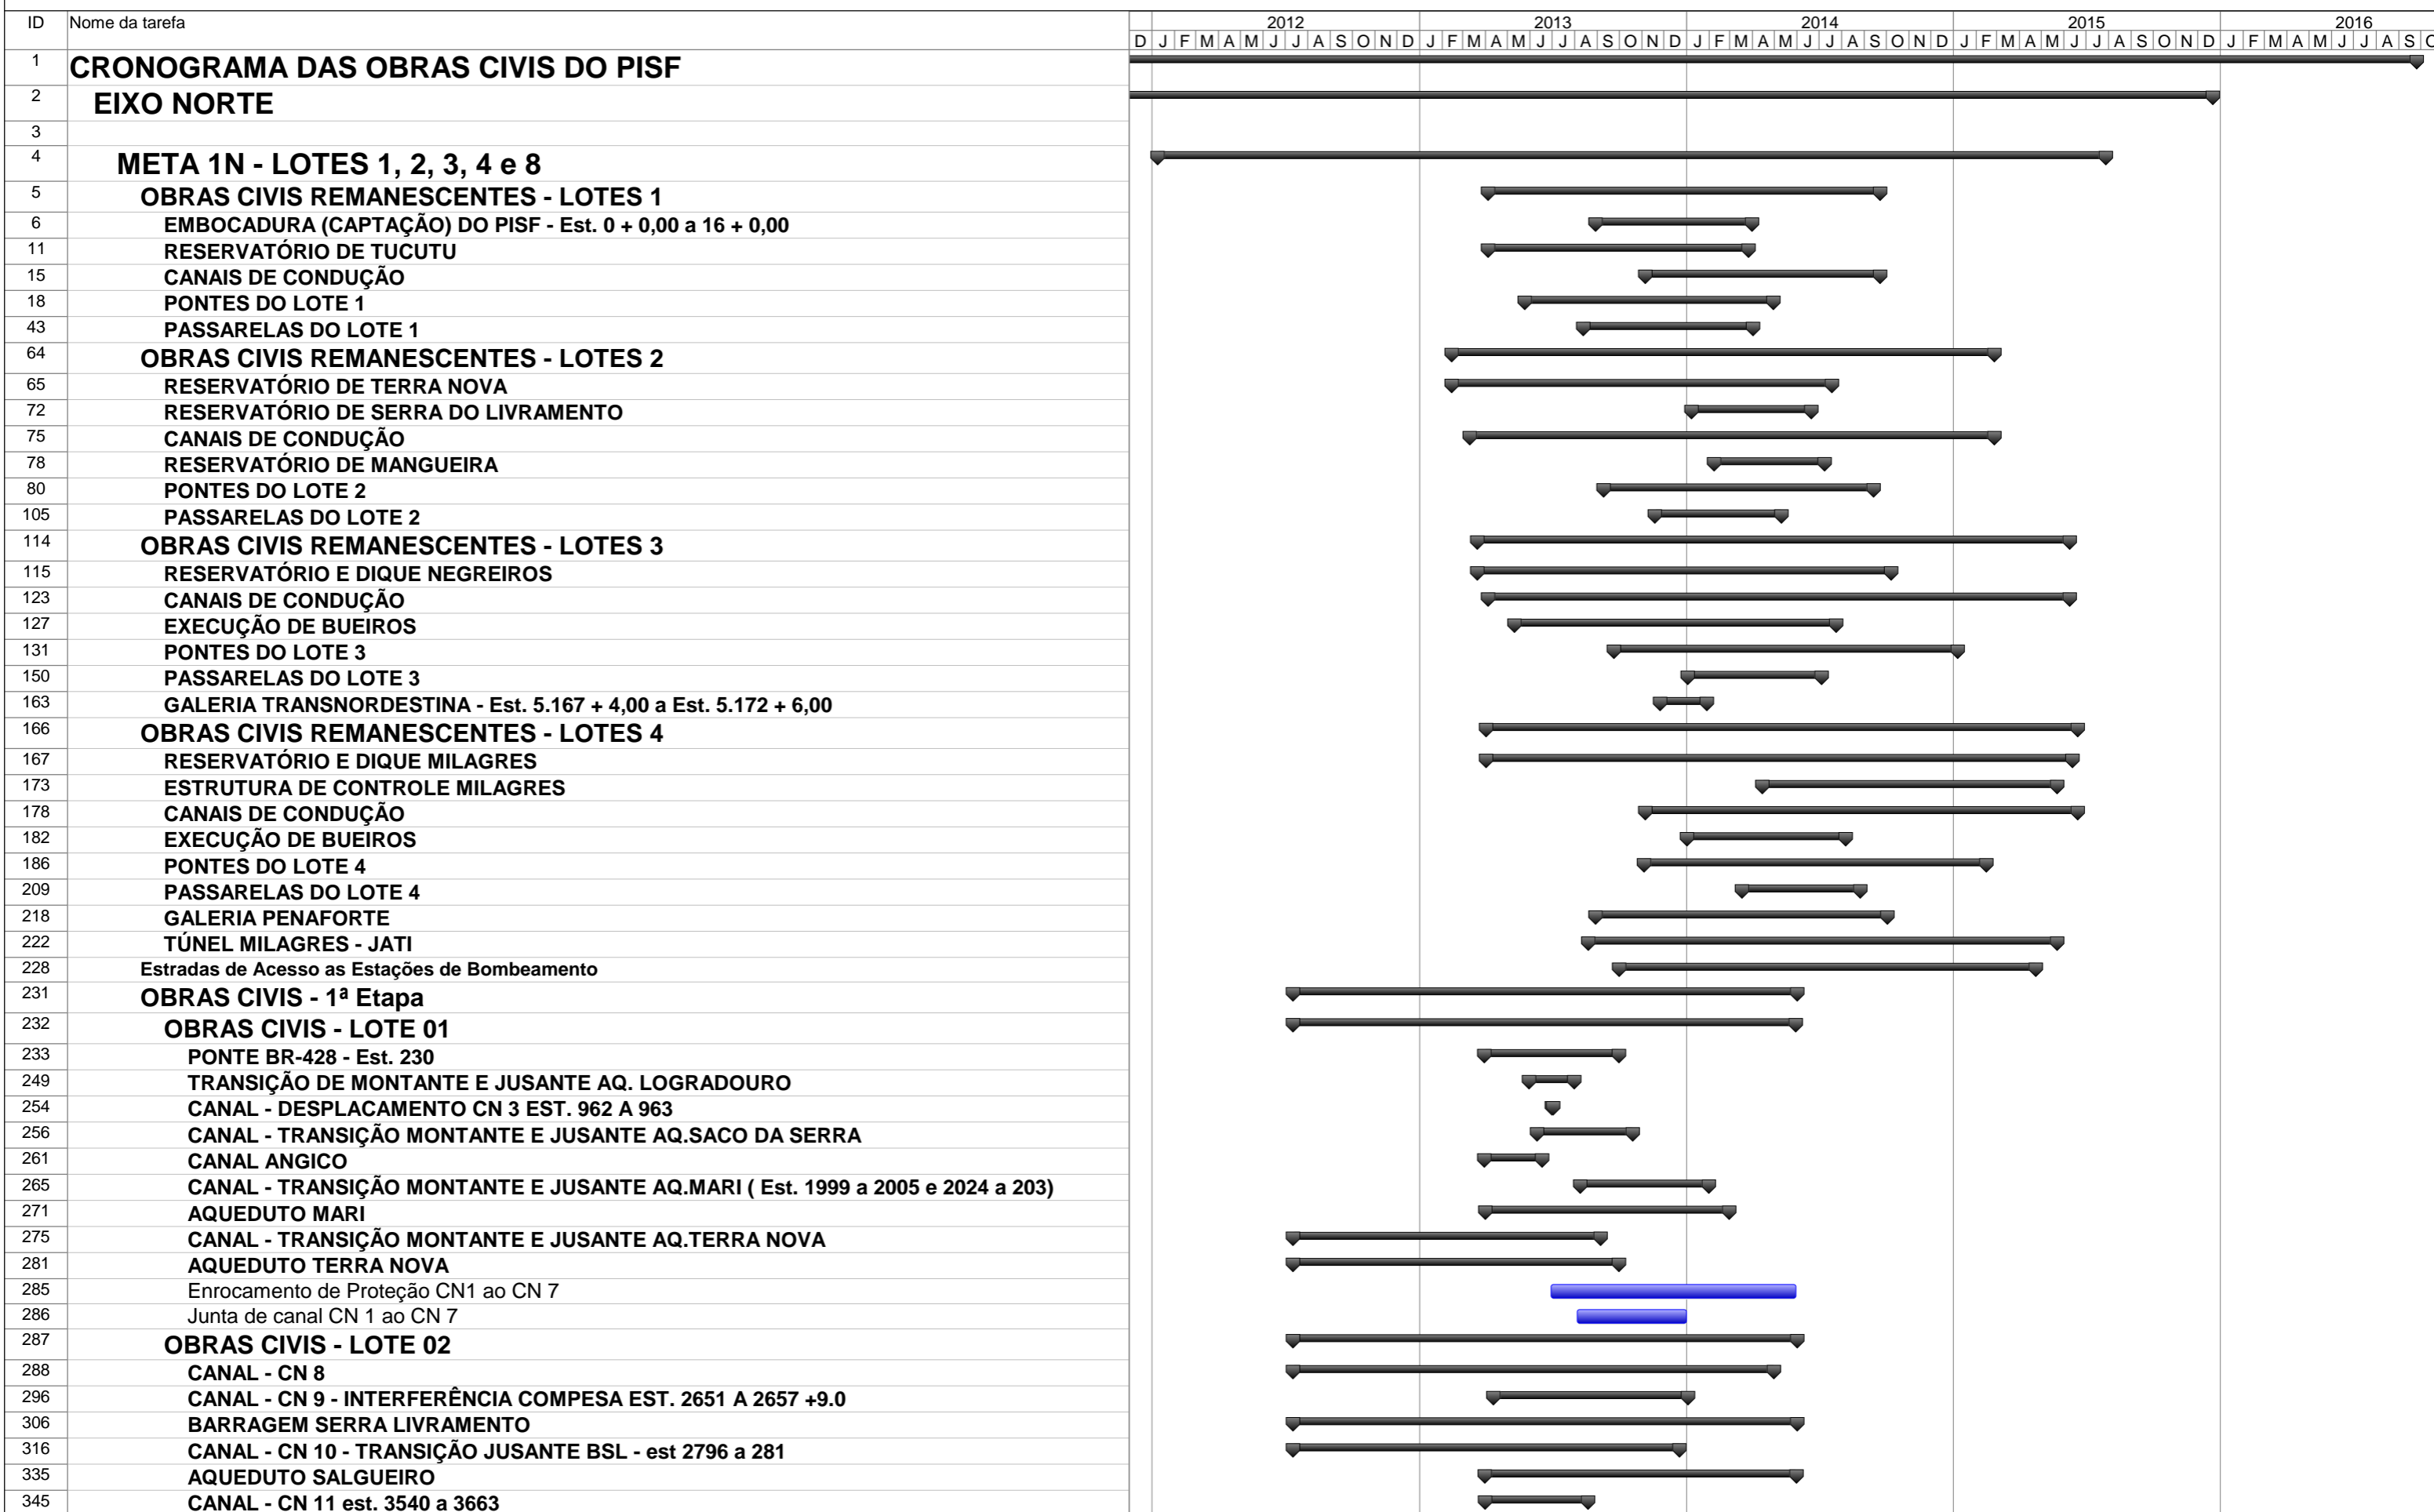 ID Nome da tarefa 2012 2013 2014 2015 2016
D J F M A M J J A S O N D J F M A M J J A S O N D J F M A M J J A S O N D J F M A M J J A S O N D J F M A M J J A S O
1 CRONOGRAMA DAS OBRAS CIVIS DO PISF
2 EIXO NORTE
3
4 META 1N - LOTES 1, 2, 3, 4 e 8
5 OBRAS CIVIS REMANESCENTES - LOTES 1
6 EMBOCADURA (CAPTAÇÃO) DO PISF - Est. 0 + 0,00 a 16 + 0,00
11 RESERVATÓRIO DE TUCUTU
15 CANAIS DE CONDUÇÃO
18 PONTES DO LOTE 1
43 PASSARELAS DO LOTE 1
64 OBRAS CIVIS REMANESCENTES - LOTES 2
65 RESERVATÓRIO DE TERRA NOVA
72 RESERVATÓRIO DE SERRA DO LIVRAMENTO
75 CANAIS DE CONDUÇÃO
78 RESERVATÓRIO DE MANGUEIRA
80 PONTES DO LOTE 2
105 PASSARELAS DO LOTE 2
114 OBRAS CIVIS REMANESCENTES - LOTES 3
115 RESERVATÓRIO E DIQUE NEGREIROS
123 CANAIS DE CONDUÇÃO
127 EXECUÇÃO DE BUEIROS
131 PONTES DO LOTE 3
150 PASSARELAS DO LOTE 3
163 GALERIA TRANSNORDESTINA - Est. 5.167 + 4,00 a Est. 5.172 + 6,00
166 OBRAS CIVIS REMANESCENTES - LOTES 4
167 RESERVATÓRIO E DIQUE MILAGRES
173 ESTRUTURA DE CONTROLE MILAGRES
178 CANAIS DE CONDUÇÃO
182 EXECUÇÃO DE BUEIROS
186 PONTES DO LOTE 4
209 PASSARELAS DO LOTE 4
218 GALERIA PENAFORTE
222 TÚNEL MILAGRES - JATI
228 Estradas de Acesso as Estações de Bombeamento
231 OBRAS CIVIS - 1ª Etapa
232 OBRAS CIVIS - LOTE 01
233 PONTE BR-428 - Est. 230
249 TRANSIÇÃO DE MONTANTE E JUSANTE AQ. LOGRADOURO
254 CANAL - DESPLACAMENTO CN 3 EST. 962 A 963
256 CANAL - TRANSIÇÃO MONTANTE E JUSANTE AQ.SACO DA SERRA
261 CANAL ANGICO
265 CANAL - TRANSIÇÃO MONTANTE E JUSANTE AQ.MARI ( Est. 1999 a 2005 e 2024 a 203)
271 AQUEDUTO MARI
275 CANAL - TRANSIÇÃO MONTANTE E JUSANTE AQ.TERRA NOVA
281 AQUEDUTO TERRA NOVA
285 Enrocamento de Proteção CN1 ao CN 7
286 Junta de canal CN 1 ao CN 7
287 OBRAS CIVIS - LOTE 02
288 CANAL - CN 8
296 CANAL - CN 9 - INTERFERÊNCIA COMPESA EST. 2651 A 2657 +9.0
306 BARRAGEM SERRA LIVRAMENTO
316 CANAL - CN 10 - TRANSIÇÃO JUSANTE BSL - est 2796 a 281
335 AQUEDUTO SALGUEIRO
345 CANAL - CN 11 est. 3540 a 3663